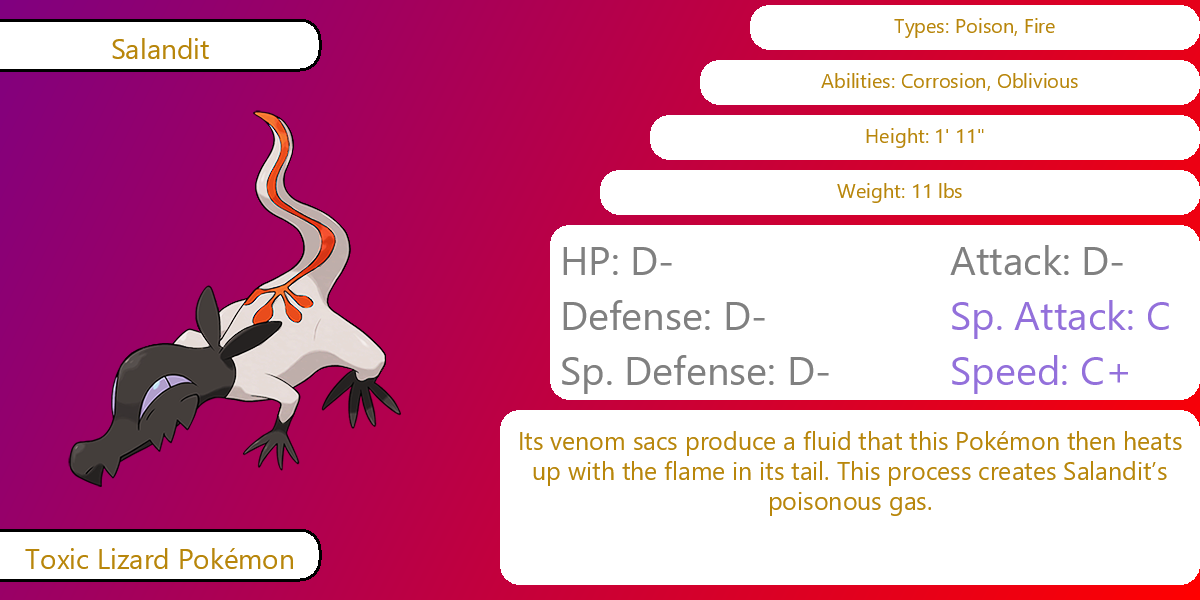 Salandit
Types: Poison, Fire
Abilities: Corrosion, Oblivious
Height: 1' 11"
Weight: 11 lbs
HP: D-
Attack: D-
Defense: D-
Sp. Attack: C
Sp. Defense: D-
Speed: C+
Its venom sacs produce a fluid that this Pokémon then heats
up with the flame in its tail. This process creates Salandit’s
poisonous gas.
Toxic Lizard Pokémon